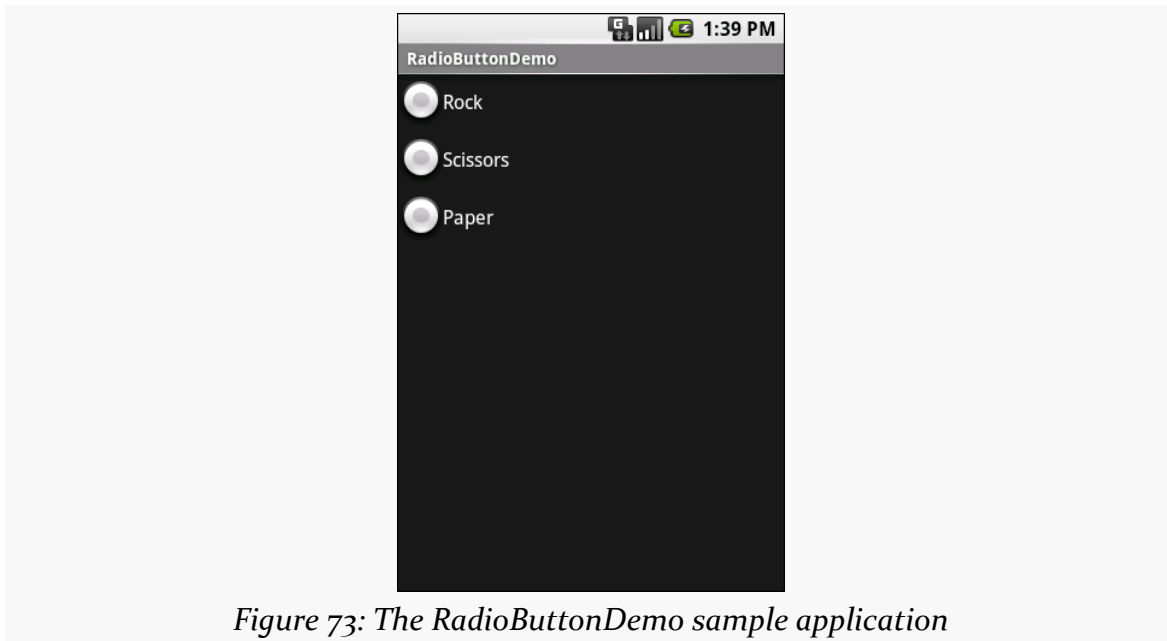 1:39 PM
RadioButtonDemo
Rock
Scissors
Paper
Figure 73: The RadioButtonDemo sample application